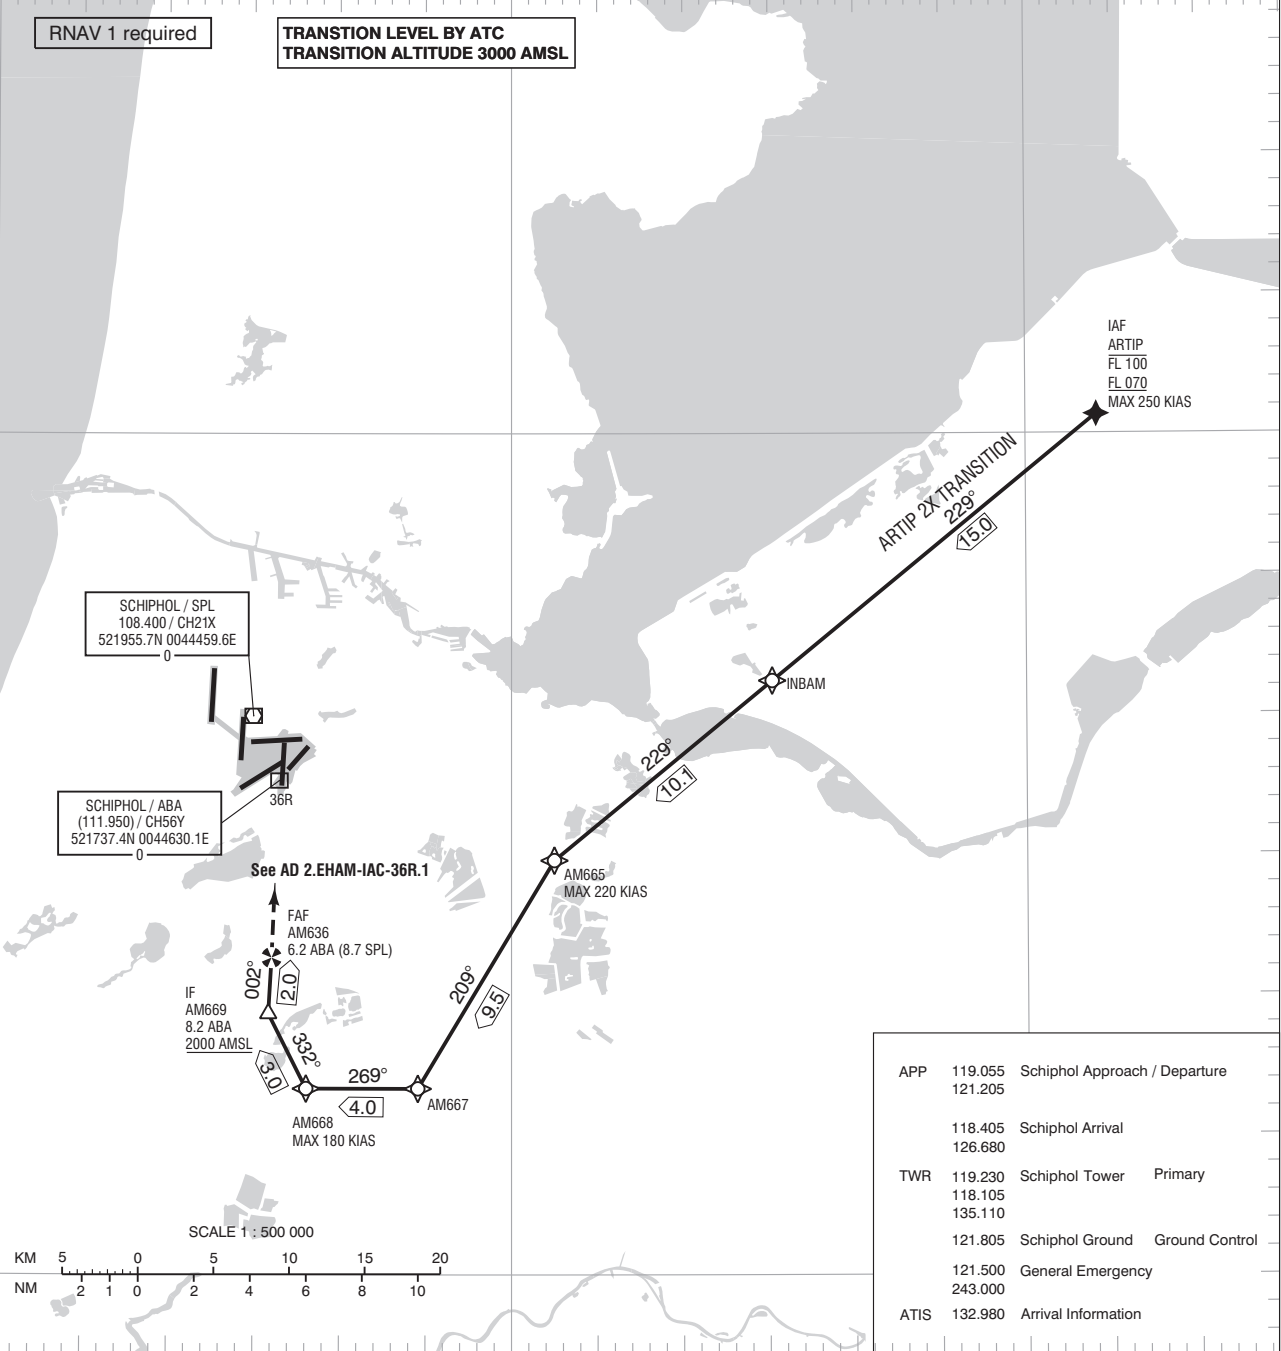 RNAV 1 required
TRANSTION LEVEL BY ATC
TRANSITION ALTITUDE 3000 AMSL
IAF
ARTIP
FL 100
FL 070
MAX 250 KIAS
ARTIP 2X TRANSITION
229°
15.0
SCHIPHOL / SPL
108.400 / CH21X
521955.7N 0044459.6E
0
INBAM
229°
10.1
36R
SCHIPHOL / ABA
(111.950) / CH56Y
521737.4N 0044630.1E
0
See AD 2.EHAM-IAC-36R.1
AM665
MAX 220 KIAS
FAF
AM636
6.2 ABA (8.7 SPL)
002°
2.0
209°
9.5
IF
AM669
8.2 ABA
2000 AMSL
332°
3.0
269°
4.0
AM667
AM668
MAX 180 KIAS
APP 119.055 Schiphol Approach / Departure
121.205
118.405 Schiphol Arrival
126.680
TWR 119.230 Schiphol Tower Primary
118.105
135.110
121.805 Schiphol Ground Ground Control
121.500 General Emergency
243.000
ATIS 132.980 Arrival Information
SCALE 1 : 500 000
KM 5 0 5 10 15 20
NM 2 1 0 2 4 6 8 10